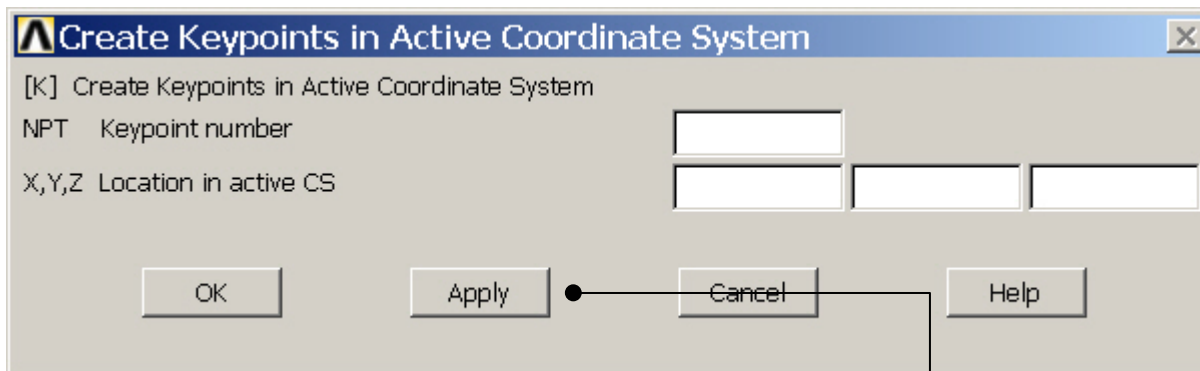 Create Keypoints in Active Coordinate System
[K] Create Keypoints in Active Coordinate System
NPT Keypoint number
X,Y,Z Location in active CS
OK Apply Cancel Help